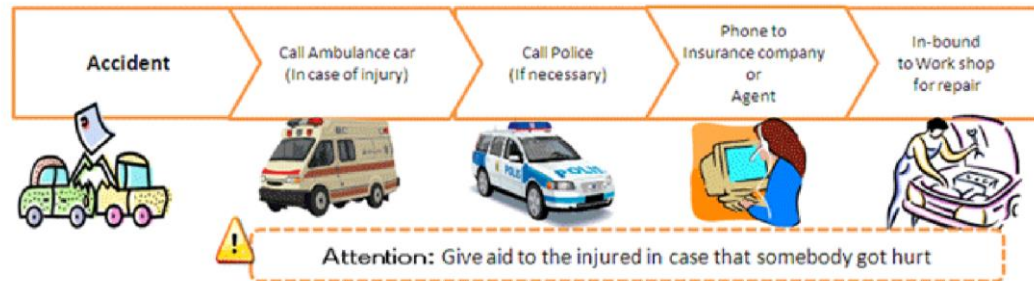 Accident
Call Ambulance car
(In case of injury)
Call Police
(If necessary)
Phone to
Insurance company
or
Agent
In-bound
to Work shop
for repair
POLIS
Attention: Give aid to the injured in case that somebody got hurt